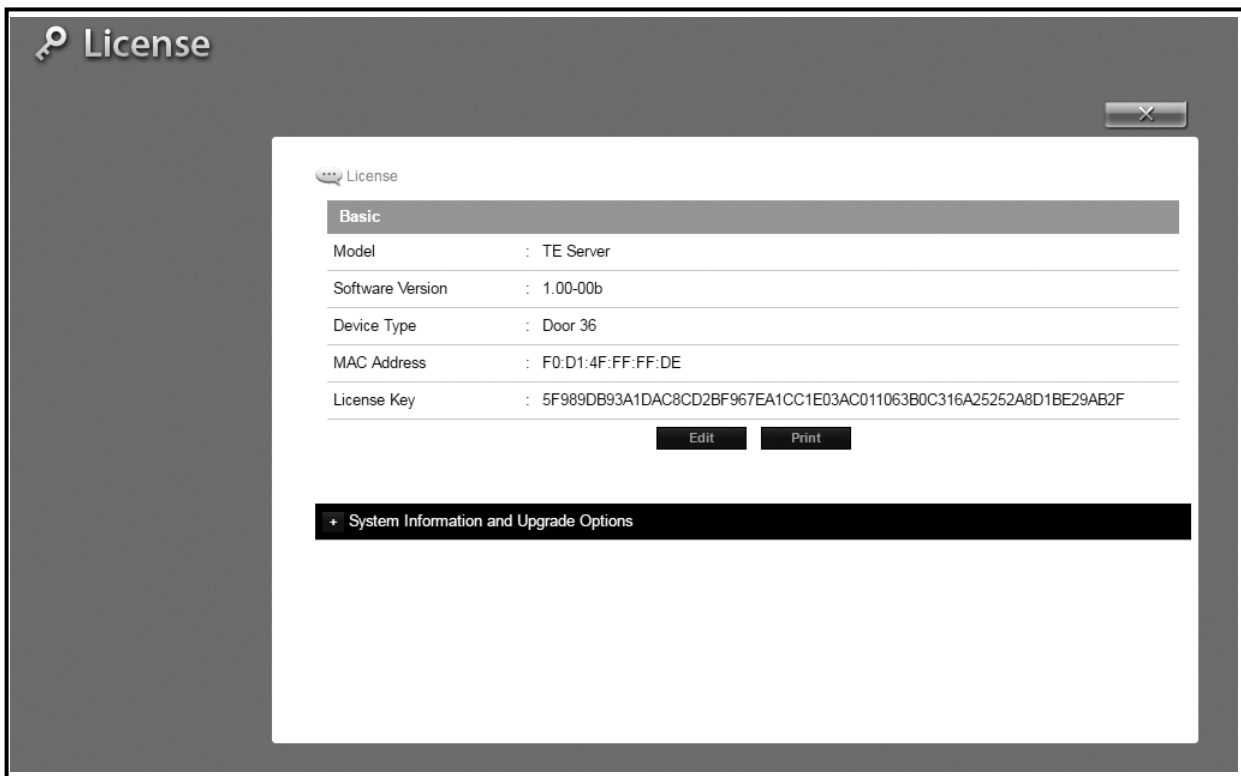 License
License
Basic
Model : TE Server
Software Version : 1.00-00b
Device Type : Door 36
MAC Address : F0:D1:4F:FF:FF:DE
License Key : 5F989DB93A1DAC8CD2BF967EA1CC1E03AC011063B0C316A25252A8D1BE29AB2F
Edit Print
+ System Information and Upgrade Options